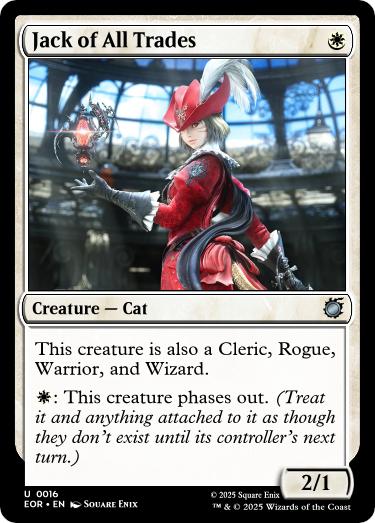 Jack of All Trades
Creature — Cat
This creature is also a Cleric, Rogue,
Warrior, and Wizard.
: This creature phases out. (Treat
it and anything attached to it as though
they don't exist until its controller's next
turn.)
2/1
U 0016
EOR • EN SQUARE ENIX
© 2025 Square Enix
™ & © 2025 Wizards of the Coast